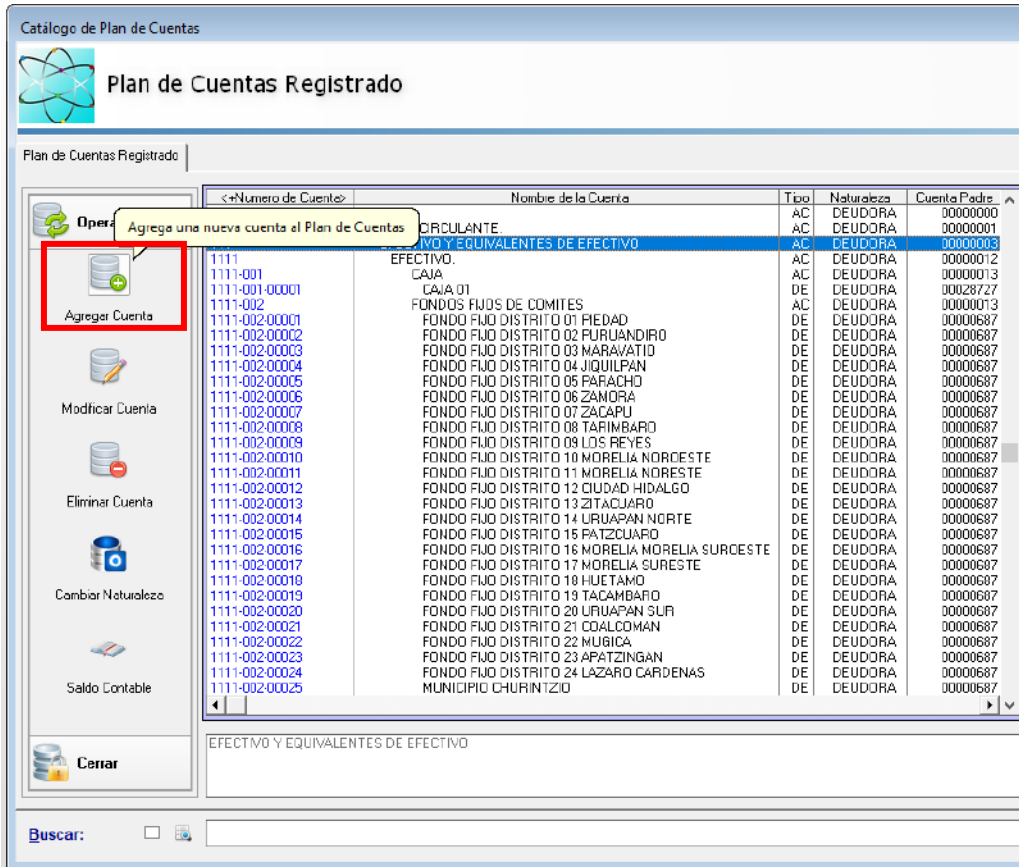 Catálogo de Plan de Cuentas
Plan de Cuentas Registrado
Plan de Cuentas Registrado
Agrega una nueva cuenta al Plan de Cuentas
Agregar Cuenta
Modificar Cuenta
Eliminar Cuenta
Cambiar Naturaleza
Saldo Contable
Cerrar
<+Numero de Cuenta> Nombre de la Cuenta Tipo Naturaleza Cuenta Padre
AC DEUDORA 00000000
CIRCULANTE. AC DEUDORA 00000001
EFECTIVO Y EQUIVALENTES DE EFECTIVO AC DEUDORA 00000003
1111 EFECTIVO. AC DEUDORA 00000012
1111-001 CAJA AC DEUDORA 00000013
1111-001-00001 CAJA 01 DE DEUDORA 00028727
1111-002 FONDOS FIJOS DE COMITES AC DEUDORA 00000013
1111-002-00001 FONDO FIJO DISTRITO 01 PIEDAD DE DEUDORA 00000687
1111-002-00002 FONDO FIJO DISTRITO 02 PURUANDIRO DE DEUDORA 00000687
1111-002-00003 FONDO FIJO DISTRITO 03 MARAVATIO DE DEUDORA 00000687
1111-002-00004 FONDO FIJO DISTRITO 04 JIQUILPAN DE DEUDORA 00000687
1111-002-00005 FONDO FIJO DISTRITO 05 PARACHO DE DEUDORA 00000687
1111-002-00006 FONDO FIJO DISTRITO 06 ZAMORA DE DEUDORA 00000687
1111-002-00007 FONDO FIJO DISTRITO 07 ZACAPU DE DEUDORA 00000687
1111-002-00008 FONDO FIJO DISTRITO 08 TARIMBARO DE DEUDORA 00000687
1111-002-00009 FONDO FIJO DISTRITO 09 LOS REYES DE DEUDORA 00000687
1111-002-00010 FONDO FIJO DISTRITO 10 MORELIA NOROESTE DE DEUDORA 00000687
1111-002-00011 FONDO FIJO DISTRITO 11 MORELIA NORESTE DE DEUDORA 00000687
1111-002-00012 FONDO FIJO DISTRITO 12 CIUDAD HIDALGO DE DEUDORA 00000687
1111-002-00013 FONDO FIJO DISTRITO 13 ZITACUARO DE DEUDORA 00000687
1111-002-00014 FONDO FIJO DISTRITO 14 URUAPAN NORTE DE DEUDORA 00000687
1111-002-00015 FONDO FIJO DISTRITO 15 PATZCUARO DE DEUDORA 00000687
1111-002-00016 FONDO FIJO DISTRITO 16 MORELIA MORELIA SUROESTE DE DEUDORA 00000687
1111-002-00017 FONDO FIJO DISTRITO 17 MORELIA SURESTE DE DEUDORA 00000687
1111-002-00018 FONDO FIJO DISTRITO 18 HUETAMO DE DEUDORA 00000687
1111-002-00019 FONDO FIJO DISTRITO 19 TACAMBARO DE DEUDORA 00000687
1111-002-00020 FONDO FIJO DISTRITO 20 URUAPAN SUR DE DEUDORA 00000687
1111-002-00021 FONDO FIJO DISTRITO 21 COALCOMAN DE DEUDORA 00000687
1111-002-00022 FONDO FIJO DISTRITO 22 MUGICA DE DEUDORA 00000687
1111-002-00023 FONDO FIJO DISTRITO 23 APATZINGAN DE DEUDORA 00000687
1111-002-00024 FONDO FIJO DISTRITO 24 LAZARO CARDENAS DE DEUDORA 00000687
1111-002-00025 MUNICIPIO CHURINTZIO DE DEUDORA 00000687
EFECTIVO Y EQUIVALENTES DE EFECTIVO
Buscar: